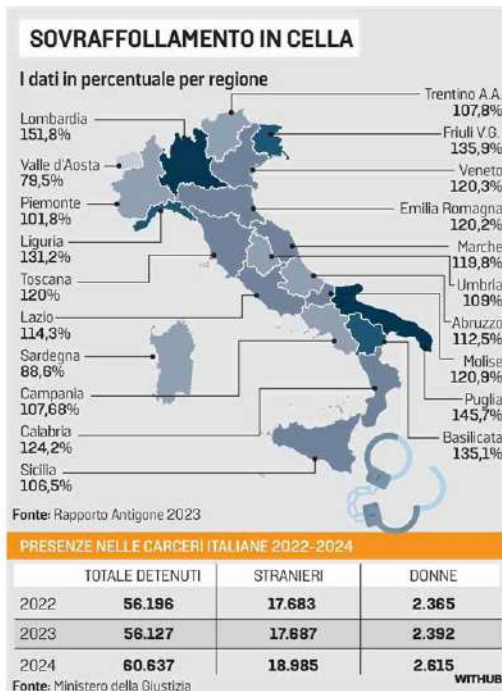 SOVRAFFOLLAMENTO IN CELLA
I dati in percentuale per regione
Lombardia
151,8%
Valle d'Aosta
79,5%
Piemonte
101,8%
Liguria
131,2%
Toscana
120%
Lazio
114,3%
Sardegna
88,6%
Campania
107,68%
Calabria
124,2%
Sicilia
106,5%
Trentino A.A.
107,8%
Friuli V.G.
135,9%
Veneto
120,3%
Emilia Romagna
120,2%
Marche
119,8%
Umbria
109%
Abruzzo
112,5%
Molise
120,9%
Puglia
145,7%
Basilicata
135,1%
Fonte: Rapporto Antigone 2023
PRESENZE NELLE CARCERI ITALIANE 2022-2024
TOTALE DETENUTI STRANIERI DONNE
2022 56.196 17.683 2.365
2023 56.127 17.687 2.392
2024 60.637 18.985 2.615
Fonte: Ministero della Giustizia
WITHUB